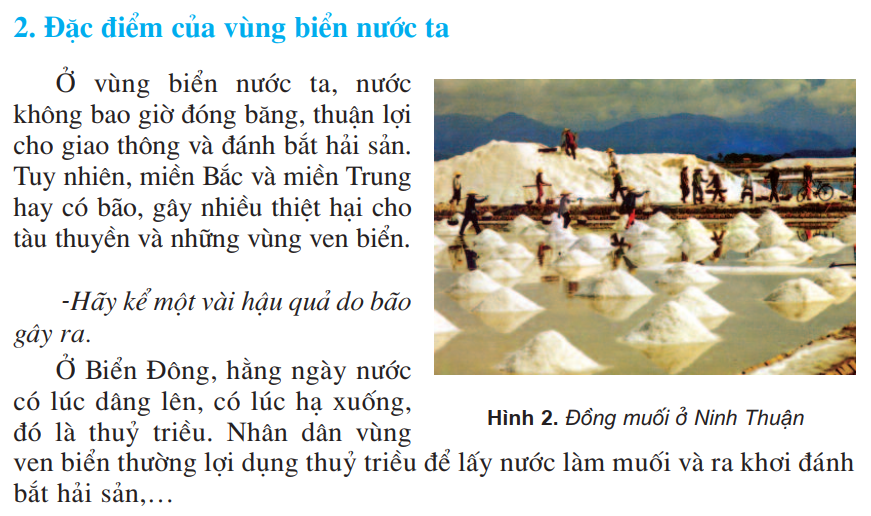 2. Đặc điểm của vùng biển nước ta
Ở vùng biển nước ta, nước
không bao giờ đóng băng, thuận lợi
cho giao thông và đánh bắt hải sản.
Tuy nhiên, miền Bắc và miền Trung
hay có bão, gây nhiều thiệt hại cho
tàu thuyền và những vùng ven biển.
-Hãy kể một vài hậu quả do bão
gây ra.
Ở Biển Đông, hằng ngày nước
có lúc dâng lên, có lúc hạ xuống,
đó là thuỷ triều. Nhân dân vùng
ven biển thường lợi dụng thuỷ triều để lấy nước làm muối và ra khơi đánh
bắt hải sản,...
Hình 2. Đồng muối ở Ninh Thuận